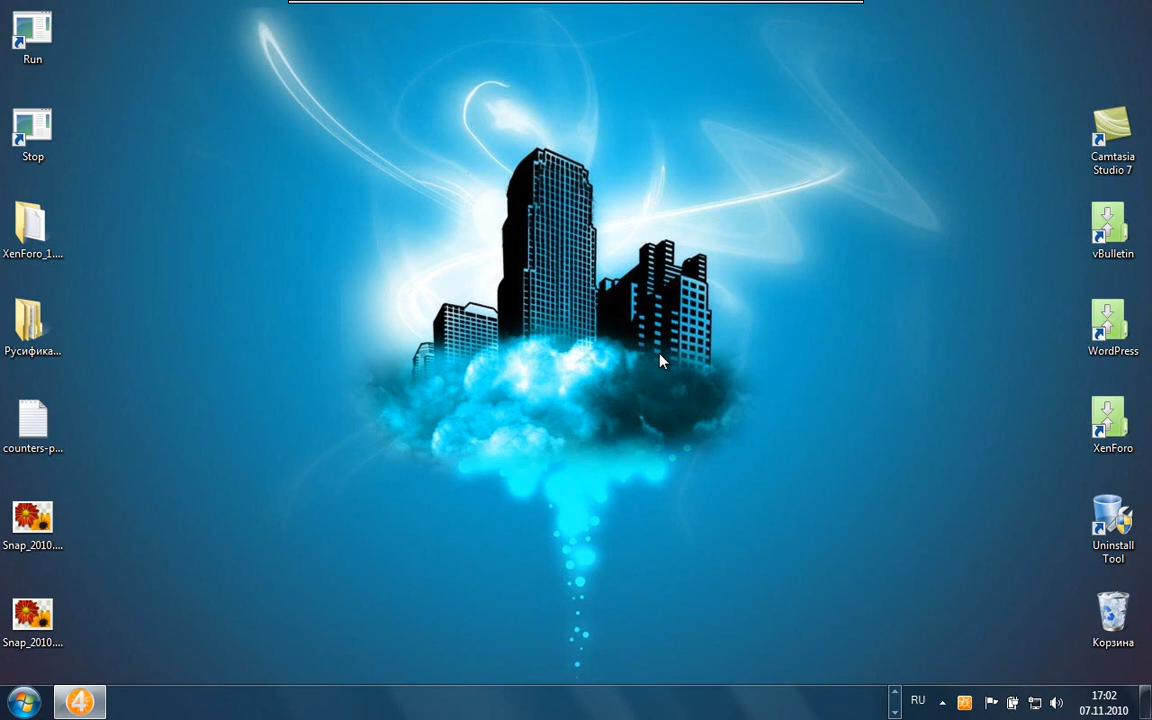 Run
Stop
XenForo_1....
Русифика...
counters-p...
Snap_2010....
Snap_2010....
Camtasia
Studio 7
vBulletin
WordPress
XenForo
Uninstall
Tool
Корзина
4
RU
17:02
07.11.2010